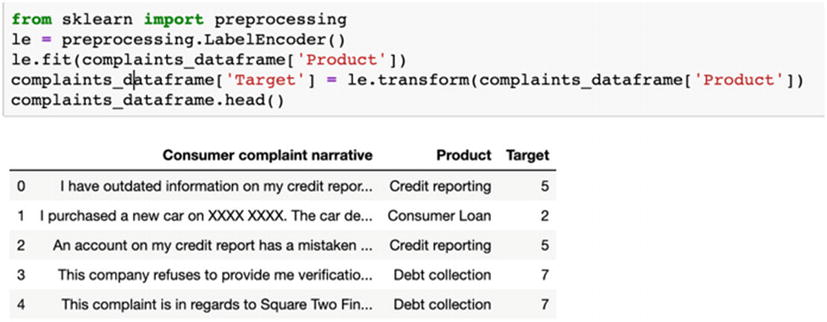 from sklearn import preprocessing
le = preprocessing.LabelEncoder()
le.fit(complaints_dataframe['Product'])
complaints_dataframe['Target'] = le.transform(complaints_dataframe['Product'])
complaints_dataframe.head()
Consumer complaint narrative Product Target
0 I have outdated information on my credit repor... Credit reporting 5
1 I purchased a new car on XXXX XXXX. The car de... Consumer Loan 2
2 An account on my credit report has a mistaken ... Credit reporting 5
3 This company refuses to provide me verificatio... Debt collection 7
4 This complaint is in regards to Square Two Fin... Debt collection 7